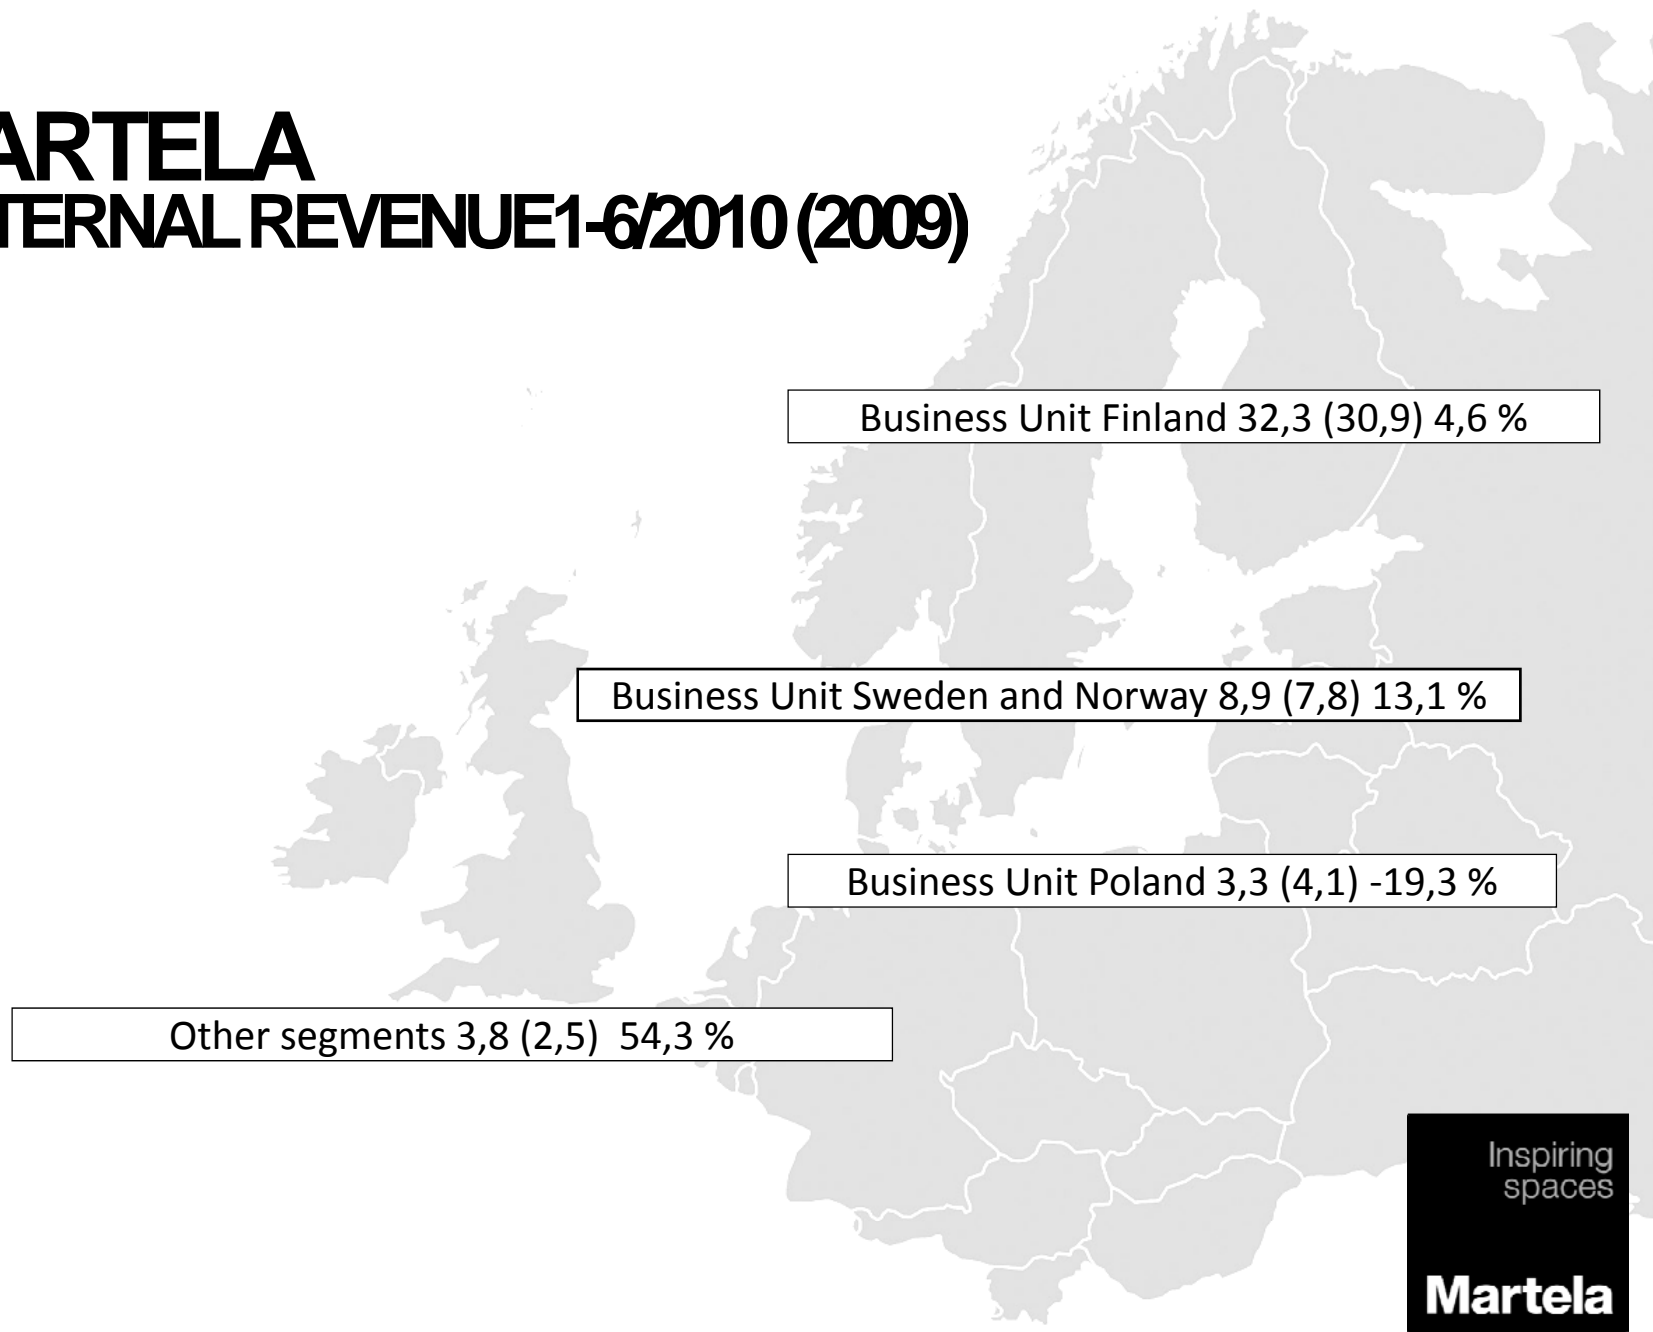 ARTELA
TERNAL REVENUE1-6/2010 (2009)
Business Unit Finland 32,3 (30,9) 4,6 %
Business Unit Sweden and Norway 8,9 (7,8) 13,1 %
Business Unit Poland 3,3 (4,1) -19,3 %
Other segments 3,8 (2,5)  54,3 %
Inspiring
spaces
Martela